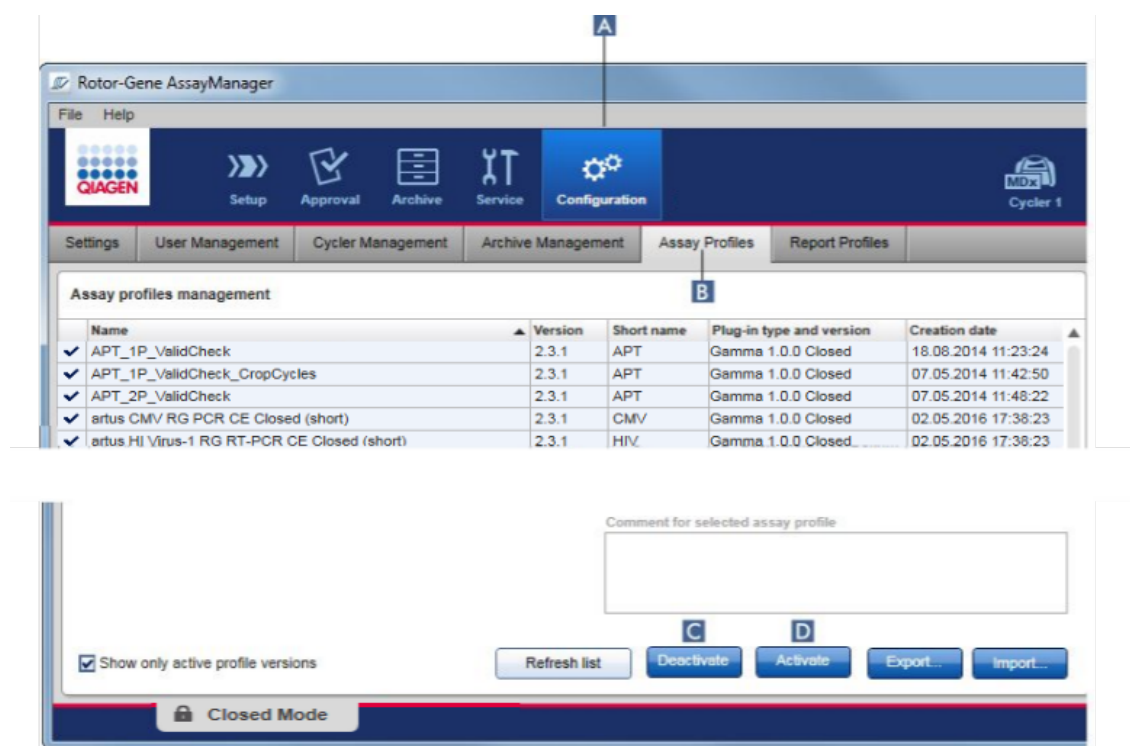 A
Rotor-Gene AssayManager
File Help
QIAGEN
Setup Approval Archive Service Configuration MDx Cycler 1
Settings User Management Cycler Management Archive Management Assay Profiles Report Profiles
B
Assay profiles management
Name Version Short name Plug-in type and version Creation date
APT_1P_ValidCheck 2.3.1 APT Gamma 1.0.0 Closed 18.08.2014 11:23:24
APT_1P_ValidCheck_CropCycles 2.3.1 APT Gamma 1.0.0 Closed 07.05.2014 11:42:50
APT_2P_ValidCheck 2.3.1 APT Gamma 1.0.0 Closed 07.05.2014 11:48:22
artus CMV RG PCR CE Closed (short) 2.3.1 CMV Gamma 1.0.0 Closed 02.05.2016 17:38:23
artus HI Virus-1 RG RT-PCR CE Closed (short) 2.3.1 HIV Gamma 1.0.0 Closed 02.05.2016 17:38:23
Comment for selected assay profile
C D
Show only active profile versions Refresh list Deactivate Activate Export... Import...
Closed Mode